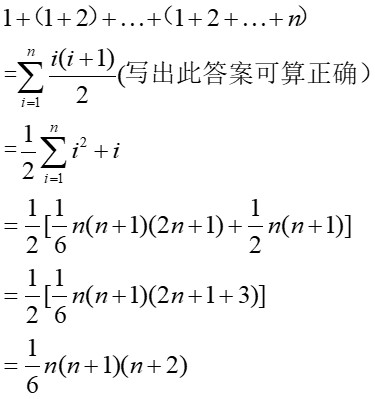 1+(1+2)+…+(1+2+…+n)
=∑_{i=1}^{n} i(i+1)/2 (写出此答案可算正确)
=1/2 ∑_{i=1}^{n} i²+i
=1/2[1/6 n(n+1)(2n+1)+1/2 n(n+1)]
=1/2[1/6 n(n+1)(2n+1+3)]
=1/6 n(n+1)(n+2)